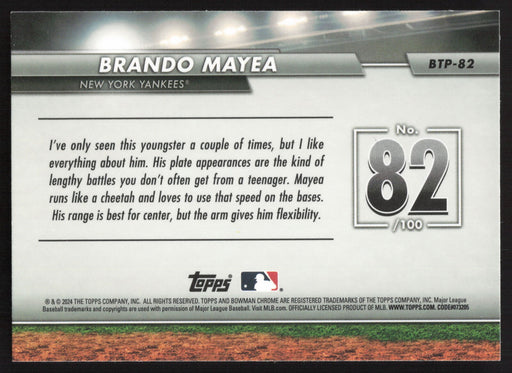 BRANDO MAYEA
BTP-82
NEW YORK YANKEES®
I've only seen this youngster a couple of times, but I like
everything about him. His plate appearances are the kind of
lengthy battles you don't often get from a teenager. Mayea
runs like a cheetah and loves to use that speed on the bases.
His range is best for center, but the arm gives him flexibility.
No.
82
/100
Topps
® & © 2024 THE TOPPS COMPANY, INC. ALL RIGHTS RESERVED. TOPPS AND BOWMAN CHROME ARE REGISTERED TRADEMARKS OF THE TOPPS COMPANY, INC. Major League
Baseball trademarks and copyrights are used with permission of Major League Baseball. Visit MLB.com. OFFICIALLY LICENSED PRODUCT OF MLB. WWW.TOPPS.COM. CODE#073205